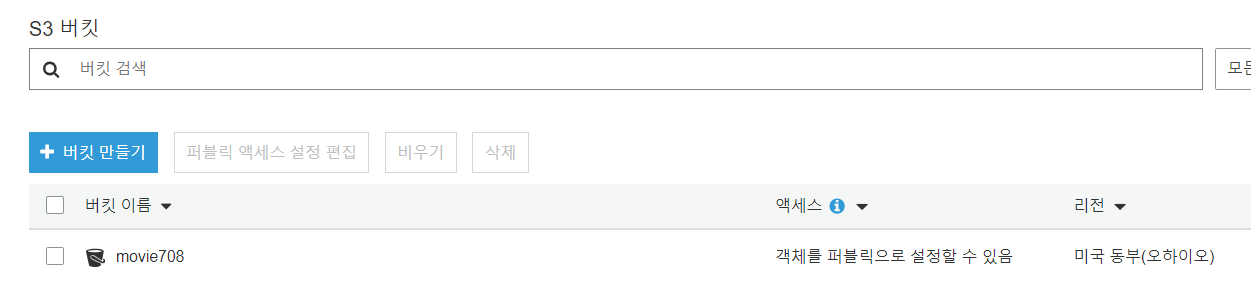 S3 버킷
버킷 검색
모든
버킷 만들기 퍼블릭 액세스 설정 편집 비우기 삭제
버킷 이름 액세스 리전
movie708 객체를 퍼블릭으로 설정할 수 있음 미국 동부(오하이오)